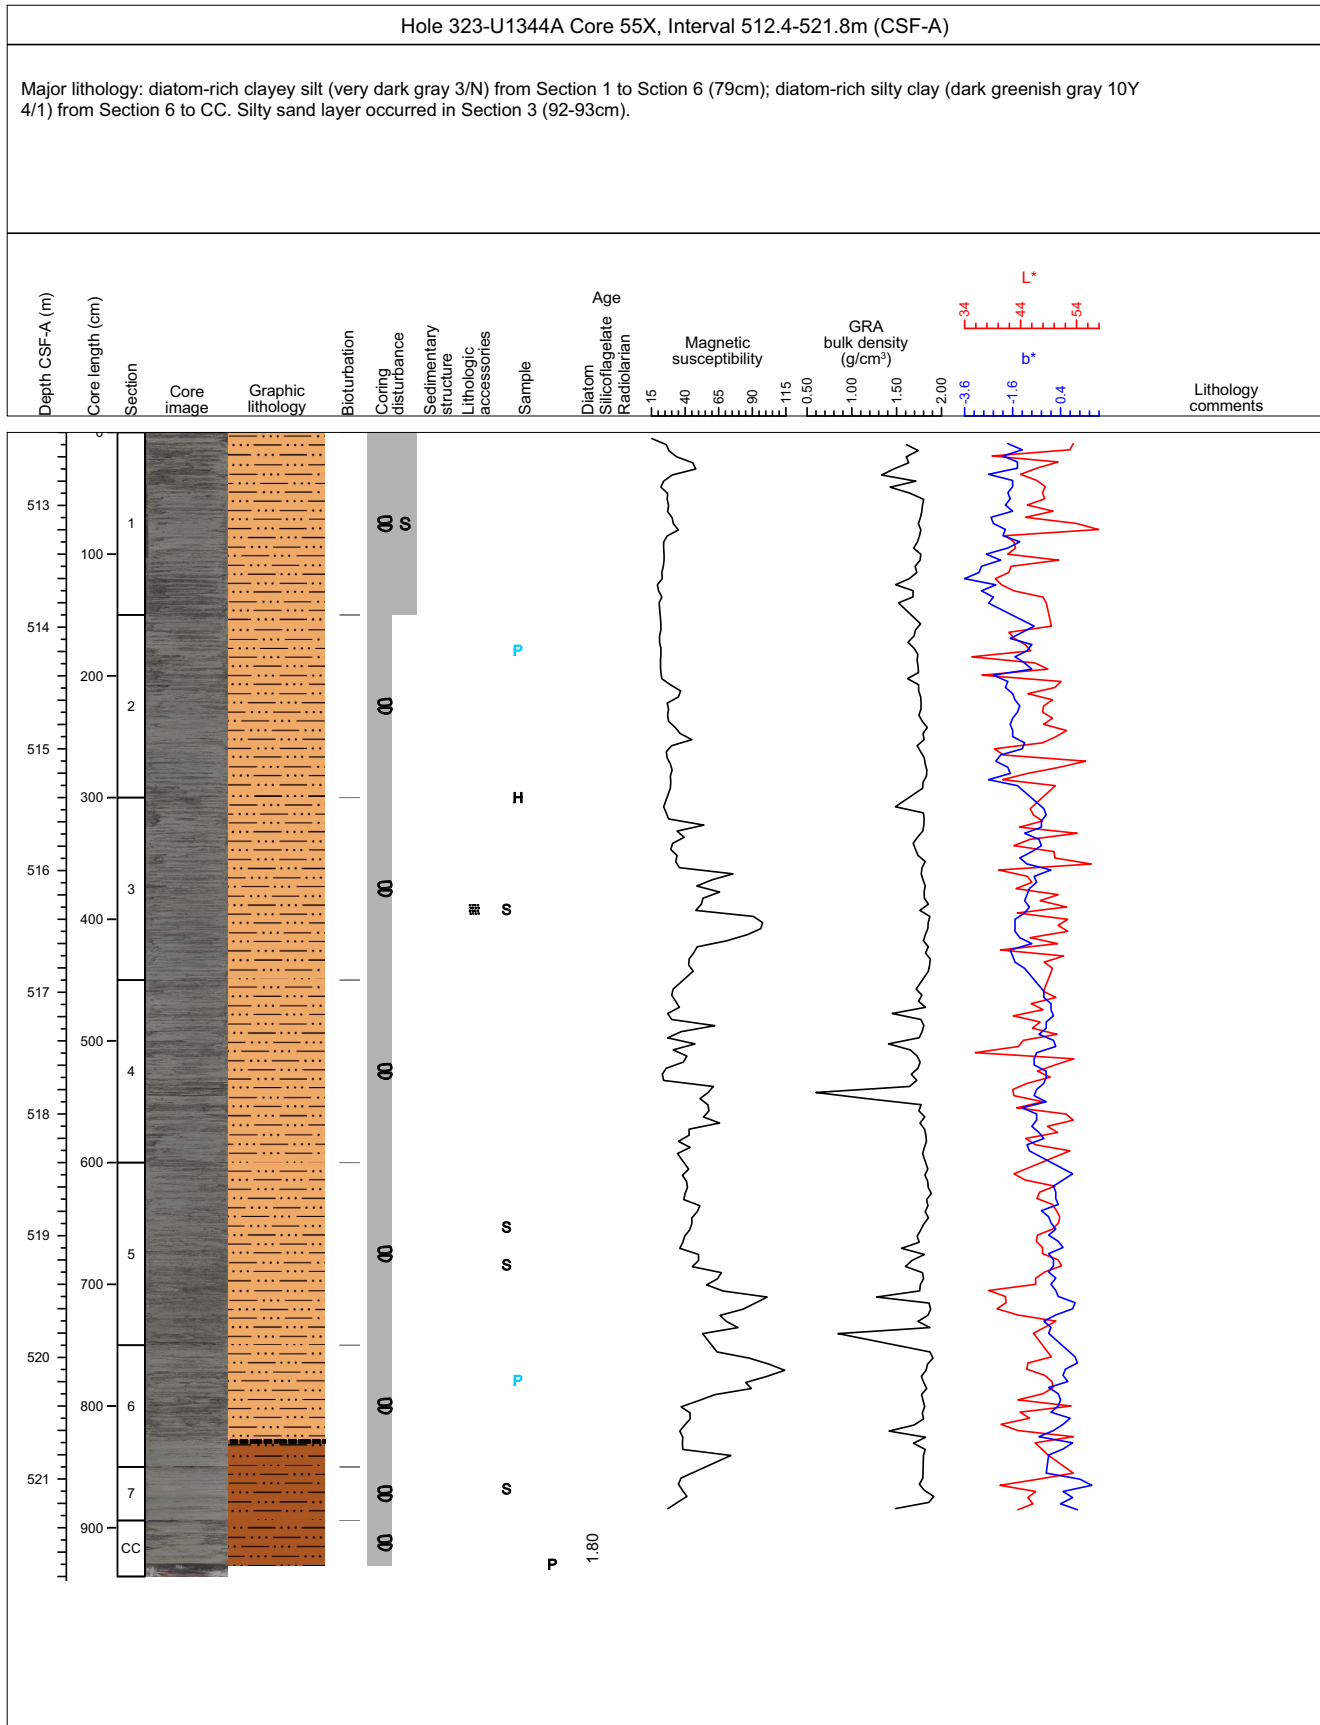 Hole 323-U1344A Core 55X, Interval 512.4-521.8m (CSF-A)
Major lithology: diatom-rich clayey silt (very dark gray 3/N) from Section 1 to Sction 6 (79cm); diatom-rich silty clay (dark greenish gray 10Y
4/1) from Section 6 to CC. Silty sand layer occurred in Section 3 (92-93cm).
Depth CSF-A (m)
Core length (cm)
Section
Core
image
Graphic
lithology
Bioturbation
Coring
disturbance
Sedimentary
structure
Lithologic
accessories
Sample
Age
Diatom
Silicoflagelate
Radiolarian
Magnetic
susceptibility
15 40 65 90 115
GRA
bulk density
(g/cm³)
0.50 1.00 1.50 2.00
L*
34 44 54
b*
-3.6 -1.6 0.4
Lithology
comments
0
513
1
S
100
514
P
200
2
515
300
H
516
3
S
400
517
500
4
518
600
S
519
5
S
700
520
P
800
6
521
S
7
900
CC
1.80
P